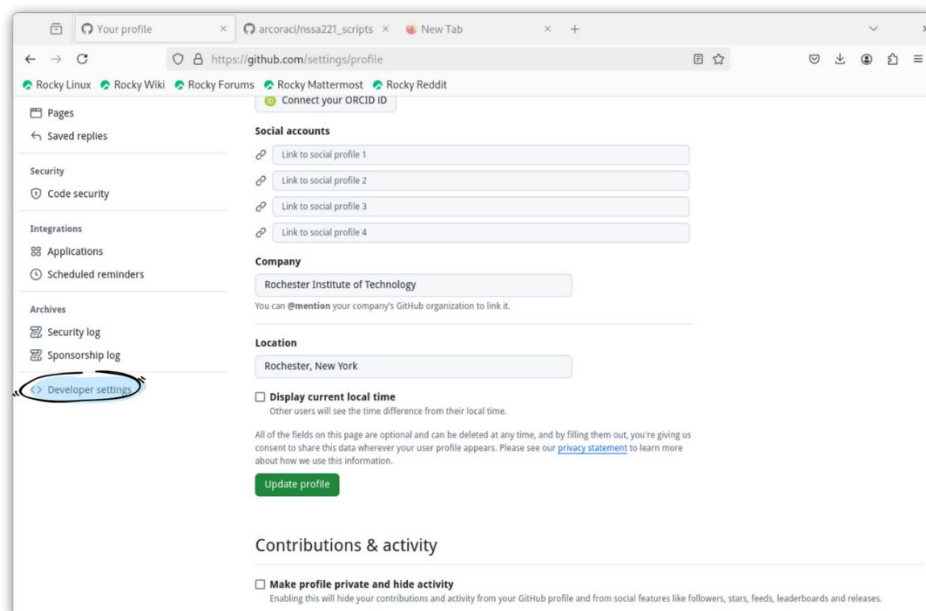 Your profile
arcoraci/nssa221_scripts
New Tab
https://github.com/settings/profile
Rocky Linux Rocky Wiki Rocky Forums Rocky Mattermost Rocky Reddit
Pages
Saved replies
Security
Code security
Integrations
Applications
Scheduled reminders
Archives
Security log
Sponsorship log
Developer settings
Connect your ORCID iD
Social accounts
Link to social profile 1
Link to social profile 2
Link to social profile 3
Link to social profile 4
Company
Rochester Institute of Technology
You can @mention your company's GitHub organization to link it.
Location
Rochester, New York
Display current local time
Other users will see the time difference from their local time.
All of the fields on this page are optional and can be deleted at any time, and by filling them out, you're giving us
consent to share this data wherever your user profile appears. Please see our privacy statement to learn more
about how we use this information.
Update profile
Contributions & activity
Make profile private and hide activity
Enabling this will hide your contributions and activity from your GitHub profile and from social features like followers, stars, feeds, leaderboards and releases.